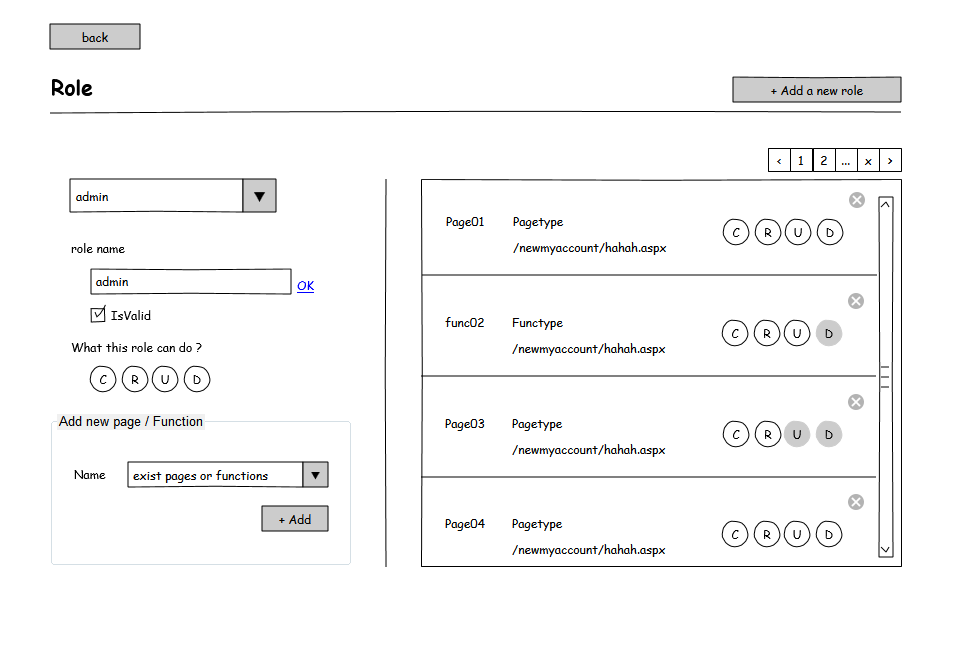 back
Role
+ Add a new role
‹ 1 2 ... x ›
admin
role name
admin OK
IsValid
What this role can do ?
C R U D
Add new page / Function
Name exist pages or functions
+ Add
Page01 Pagetype
/newmyaccount/hahah.aspx
C R U D
func02 Functype
/newmyaccount/hahah.aspx
C R U D
Page03 Pagetype
/newmyaccount/hahah.aspx
C R U D
Page04 Pagetype
/newmyaccount/hahah.aspx
C R U D